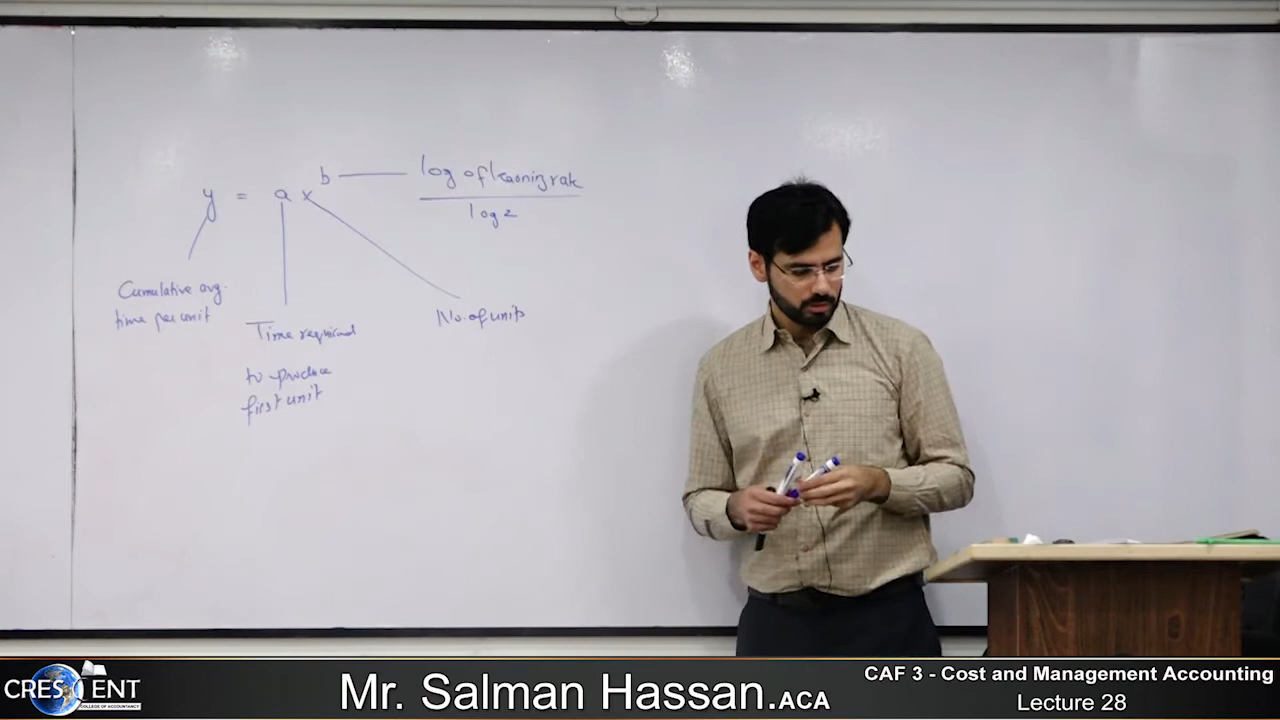 y = a x b log of learning rate
log 2
Cumulative avg.
time per unit
Time required
to produce
first unit
No. of units
CRESCENT
COLLEGE OF ACCOUNTANCY
Mr. Salman Hassan.ACA
CAF 3 - Cost and Management Accounting
Lecture 28